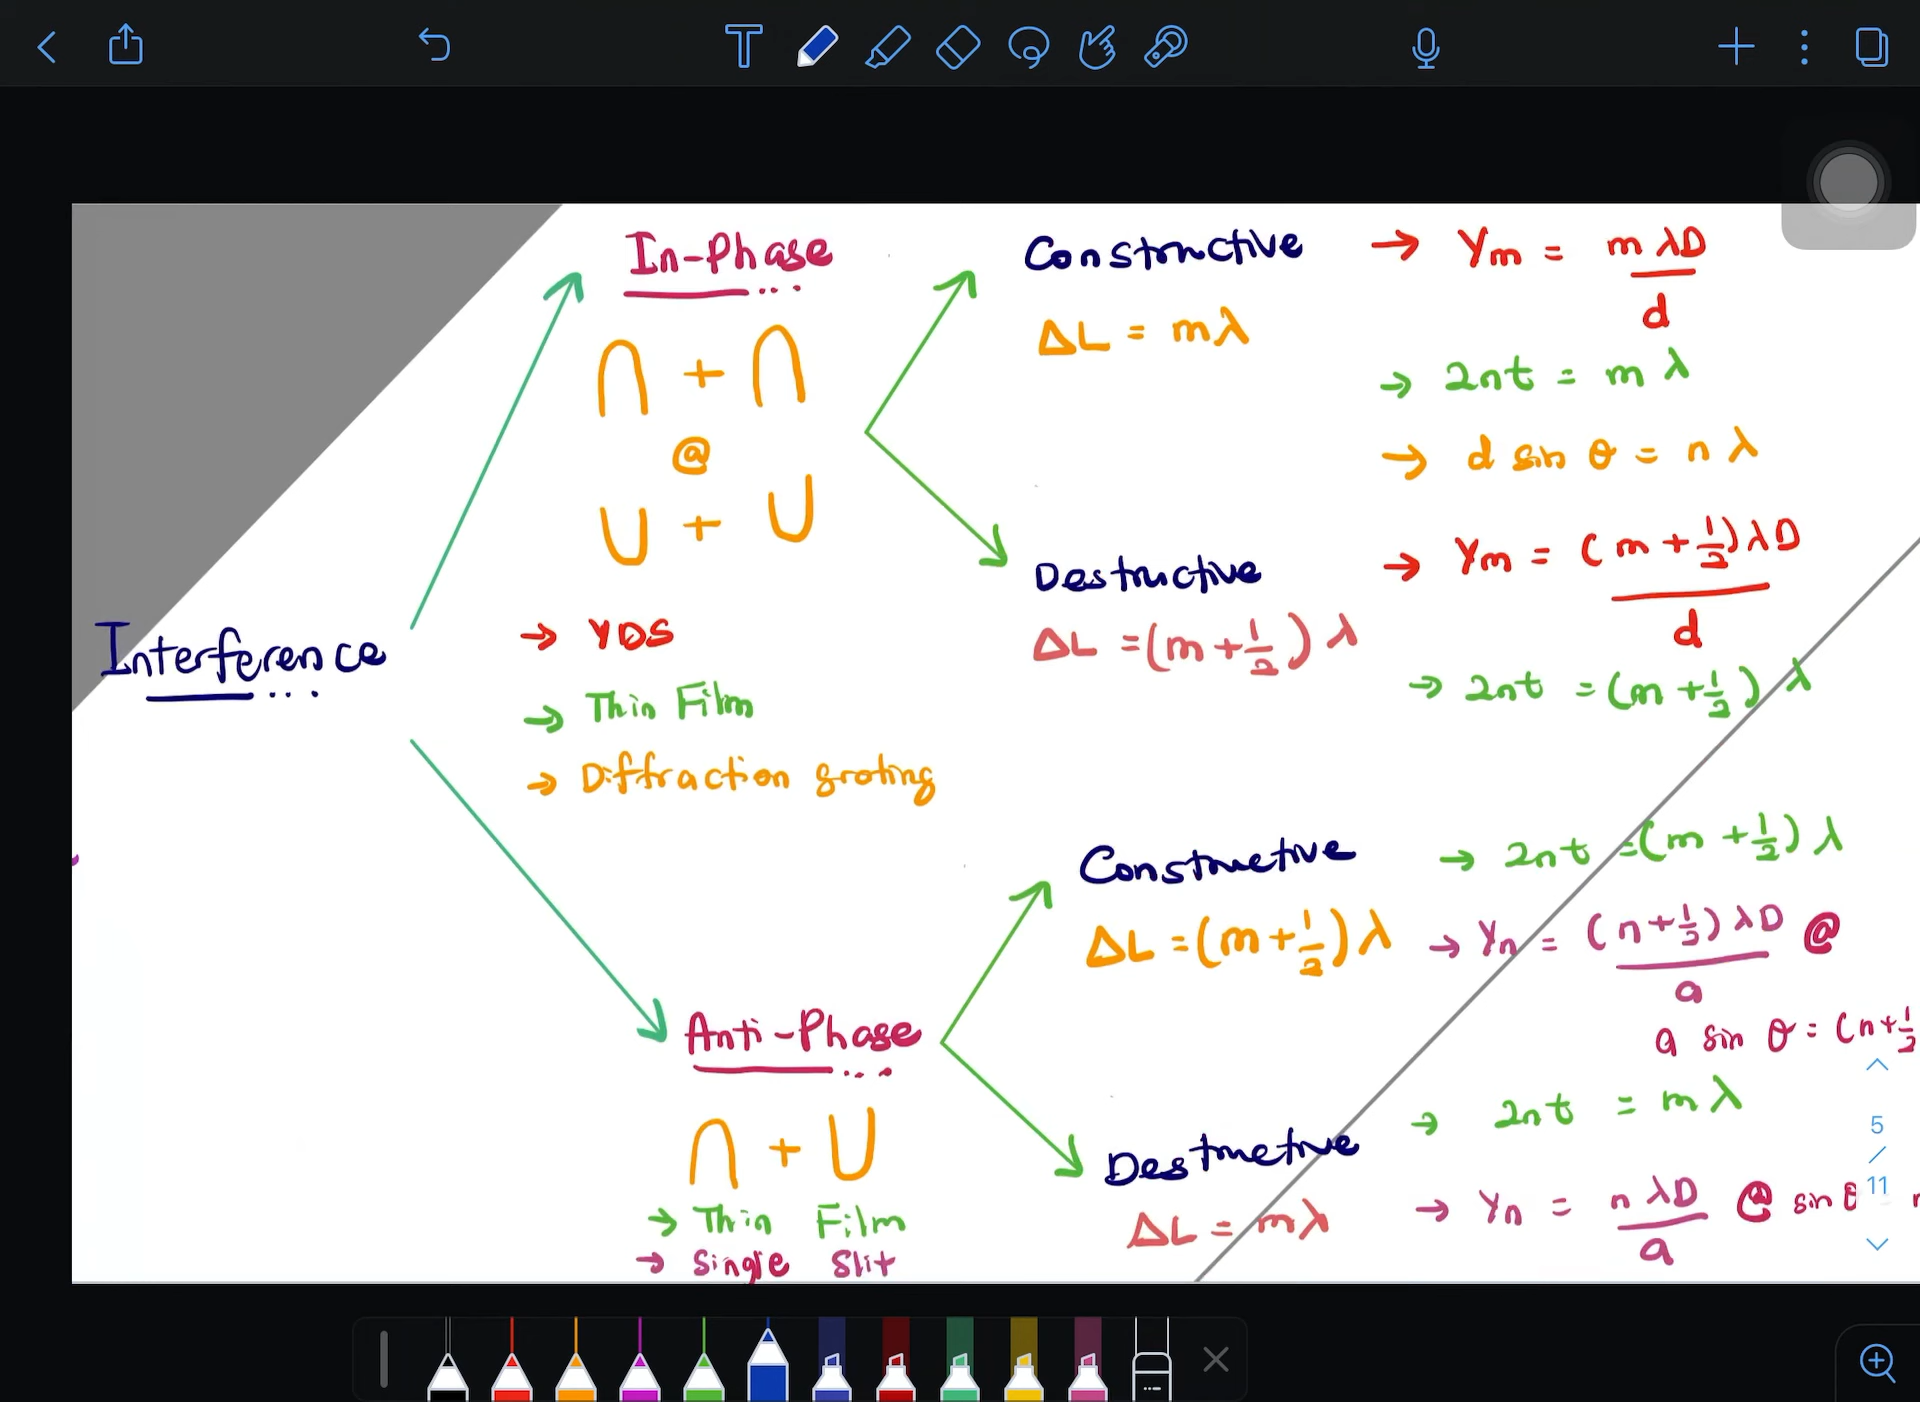 In-Phase
∩ + ∩
@
∪ + ∪
→ YDS
→ Thin Film
→ Diffraction grating
Interference
Constructive
ΔL = mλ
→ Ym = mλD / d
→ 2nt = mλ
→ d sin θ = nλ
Destructive
ΔL = (m + 1/2) λ
→ Ym = (m + 1/2) λD / d
→ 2nt = (m + 1/2) λ
Anti-Phase
∩ + ∪
→ Thin Film
→ Single Slit
Constructive
ΔL = (m + 1/2) λ
→ 2nt = (m + 1/2) λ
→ Yn = (n + 1/2) λD / a @
a sin θ = (n + 1/2
Destructive
ΔL = mλ
→ 2nt = mλ
→ Yn = nλD / a @ sin θ
5
/
11